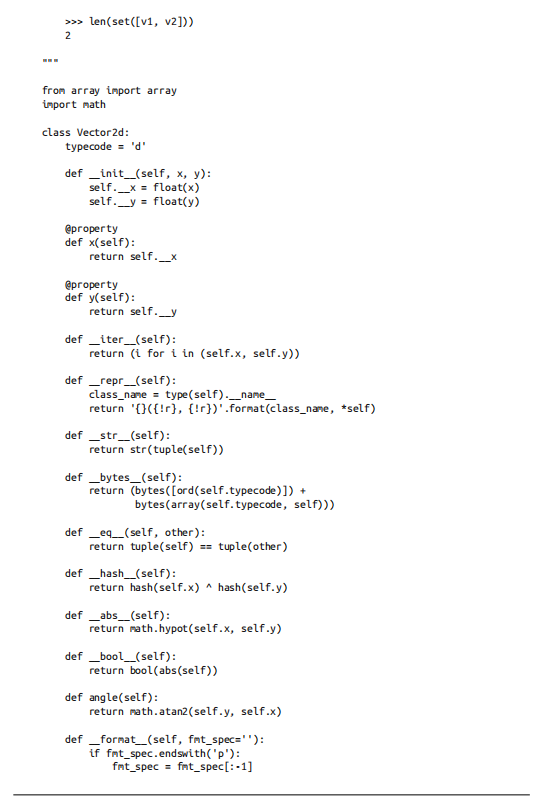 >>> len(set([v1, v2]))
2
"""
from array import array
import math
class Vector2d:
typecode = 'd'
def __init__(self, x, y):
self.__x = float(x)
self.__y = float(y)
@property
def x(self):
return self.__x
@property
def y(self):
return self.__y
def __iter__(self):
return (i for i in (self.x, self.y))
def __repr__(self):
class_name = type(self).__name__
return '{}({!r}, {!r})'.format(class_name, *self)
def __str__(self):
return str(tuple(self))
def __bytes__(self):
return (bytes([ord(self.typecode)]) +
bytes(array(self.typecode, self)))
def __eq__(self, other):
return tuple(self) == tuple(other)
def __hash__(self):
return hash(self.x) ^ hash(self.y)
def __abs__(self):
return math.hypot(self.x, self.y)
def __bool__(self):
return bool(abs(self))
def angle(self):
return math.atan2(self.y, self.x)
def __format__(self, fmt_spec=''):
if fmt_spec.endswith('p'):
fmt_spec = fmt_spec[:-1]